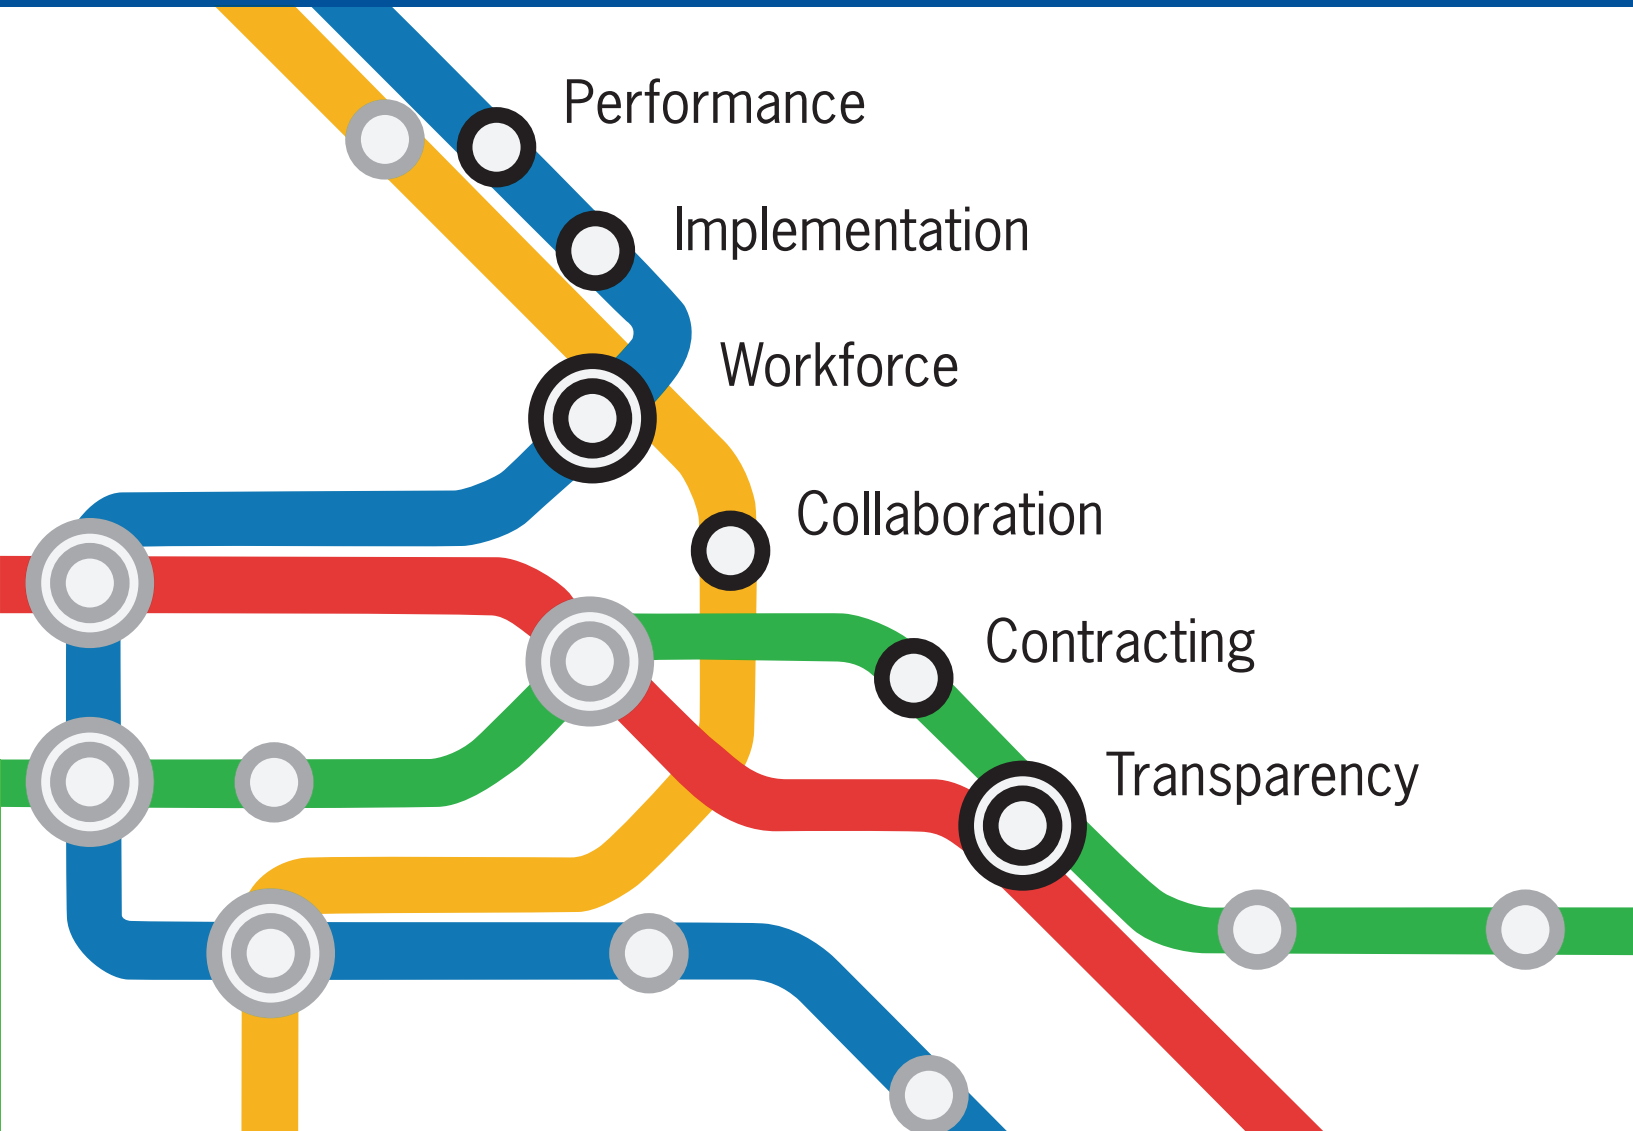 Performance
Implementation
Workforce
Collaboration
Contracting
Transparency